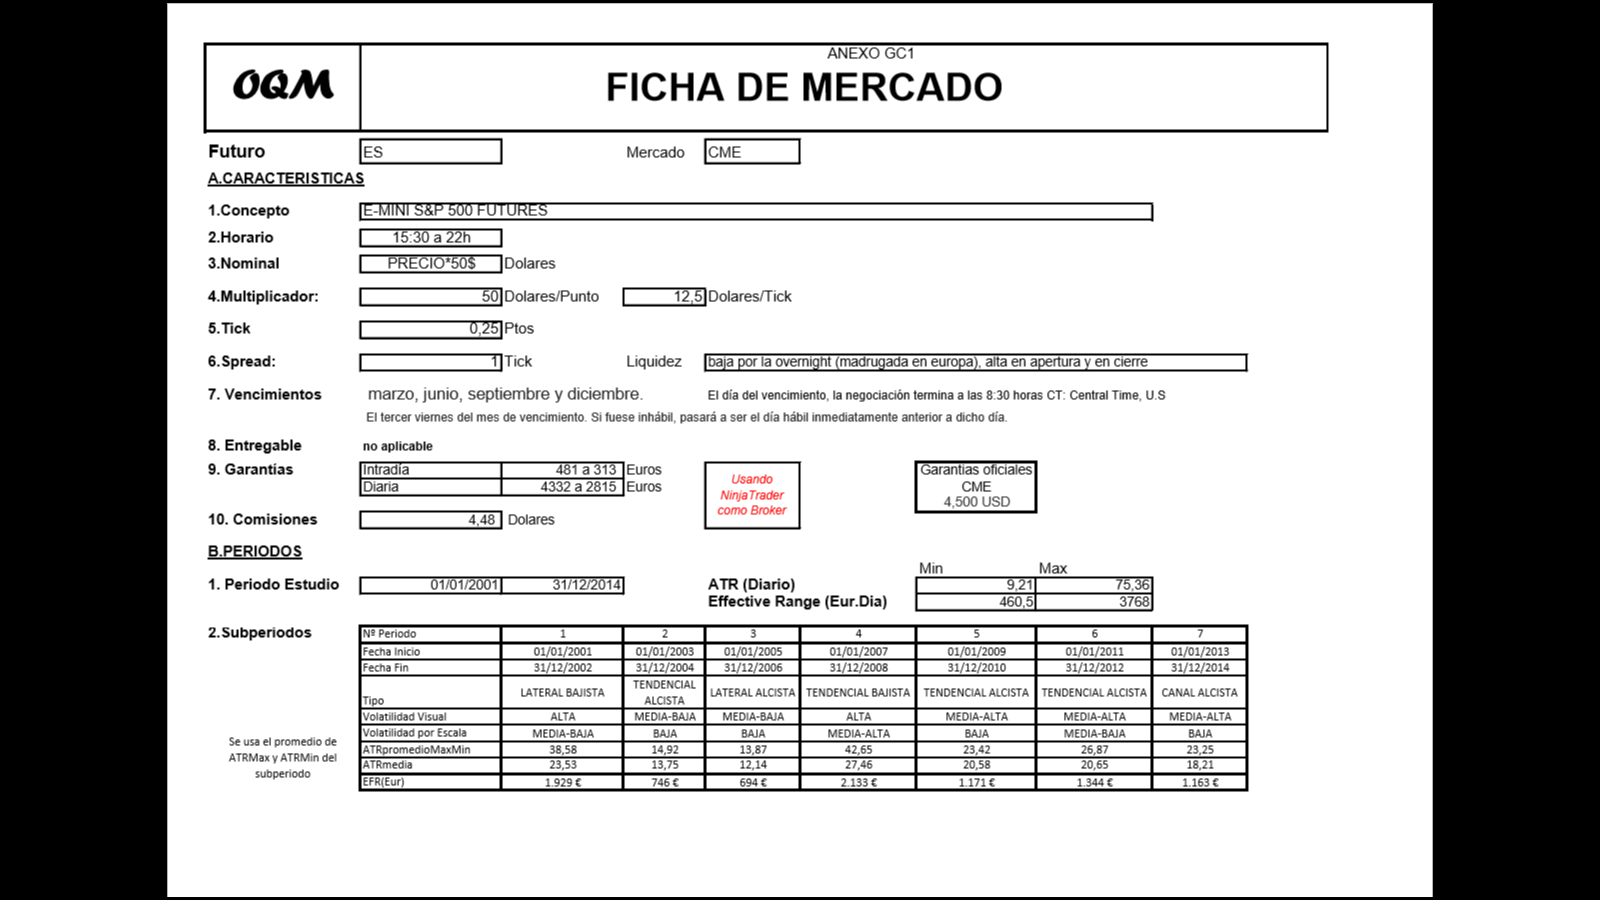 ANEXO GC1
OQM FICHA DE MERCADO
Futuro ES Mercado CME
A.CARACTERISTICAS
1.Concepto E-MINI S&P 500 FUTURES
2.Horario 15:30 a 22h
3.Nominal PRECIO*50$ Dolares
4.Multiplicador: 50 Dolares/Punto 12,5 Dolares/Tick
5.Tick 0,25 Ptos
6.Spread: 1 Tick Liquidez baja por la overnight (madrugada en europa), alta en apertura y en cierre
7. Vencimientos marzo, junio, septiembre y diciembre. El día del vencimiento, la negociación termina a las 8:30 horas CT: Central Time, U.S
El tercer viernes del mes de vencimiento. Si fuese inhábil, pasará a ser el día hábil inmediatamente anterior a dicho día.
8. Entregable no aplicable
9. Garantías Intradía 481 a 313 Euros
Diaria 4332 a 2815 Euros
Usando
NinjaTrader
como Broker
Garantias oficiales
CME
4,500 USD
10. Comisiones 4,48 Dolares
B.PERIODOS
Min Max
1. Periodo Estudio 01/01/2001 31/12/2014 ATR (Diario) 9,21 75,36
Effective Range (Eur.Dia) 460,5 3768
2.Subperiodos Nº Periodo 1 2 3 4 5 6 7
Fecha Inicio 01/01/2001 01/01/2003 01/01/2005 01/01/2007 01/01/2009 01/01/2011 01/01/2013
Fecha Fin 31/12/2002 31/12/2004 31/12/2006 31/12/2008 31/12/2010 31/12/2012 31/12/2014
Tipo LATERAL BAJISTA TENDENCIAL ALCISTA LATERAL ALCISTA TENDENCIAL BAJISTA TENDENCIAL ALCISTA TENDENCIAL ALCISTA CANAL ALCISTA
Volatilidad Visual ALTA MEDIA-BAJA MEDIA-BAJA ALTA MEDIA-ALTA MEDIA-ALTA MEDIA-ALTA
Volatilidad por Escala MEDIA-BAJA BAJA BAJA MEDIA-ALTA BAJA MEDIA-BAJA BAJA
ATRpromedioMaxMin 38,58 14,92 13,87 42,65 23,42 26,87 23,25
ATRmedia 23,53 13,75 12,14 27,46 20,58 20,65 18,21
EFR(Eur) 1.929 € 746 € 694 € 2.133 € 1.171 € 1.344 € 1.163 €
Se usa el promedio de
ATRMax y ATRMin del
subperiodo